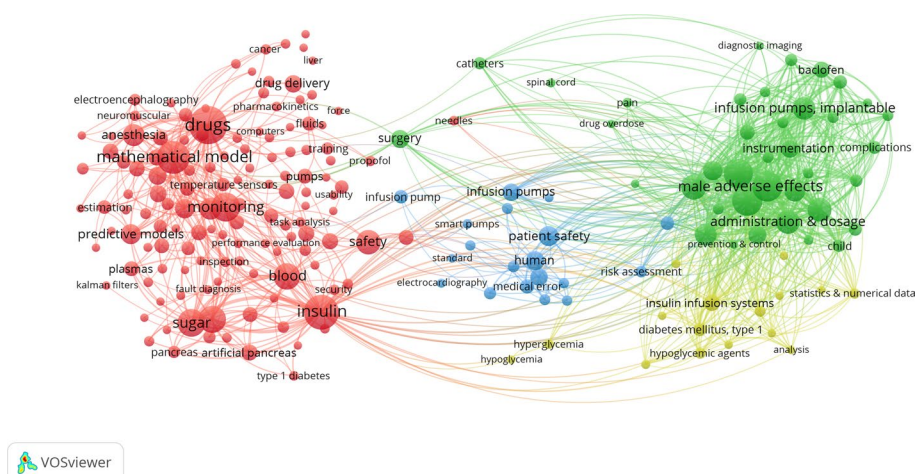 cancer
liver
drug delivery
electroencephalography
pharmacokinetics
force
neuromuscular
drugs
computers
fluids
anesthesia
training
mathematical model
propofol
temperature sensors
pumps
usability
estimation
monitoring
task analysis
predictive models
performance evaluation
safety
inspection
plasmas
blood
kalman filters
fault diagnosis
security
insulin
sugar
pancreas
artificial pancreas
type 1 diabetes
catheters
spinal cord
pain
needles
drug overdose
surgery
infusion pump
infusion pumps
smart pumps
patient safety
standard
human
electrocardiography
medical error
risk assessment
hyperglycemia
hypoglycemia
diagnostic imaging
baclofen
infusion pumps, implantable
instrumentation
complications
male adverse effects
administration & dosage
prevention & control
child
statistics & numerical data
insulin infusion systems
diabetes mellitus, type 1
hypoglycemic agents
analysis
VOSviewer